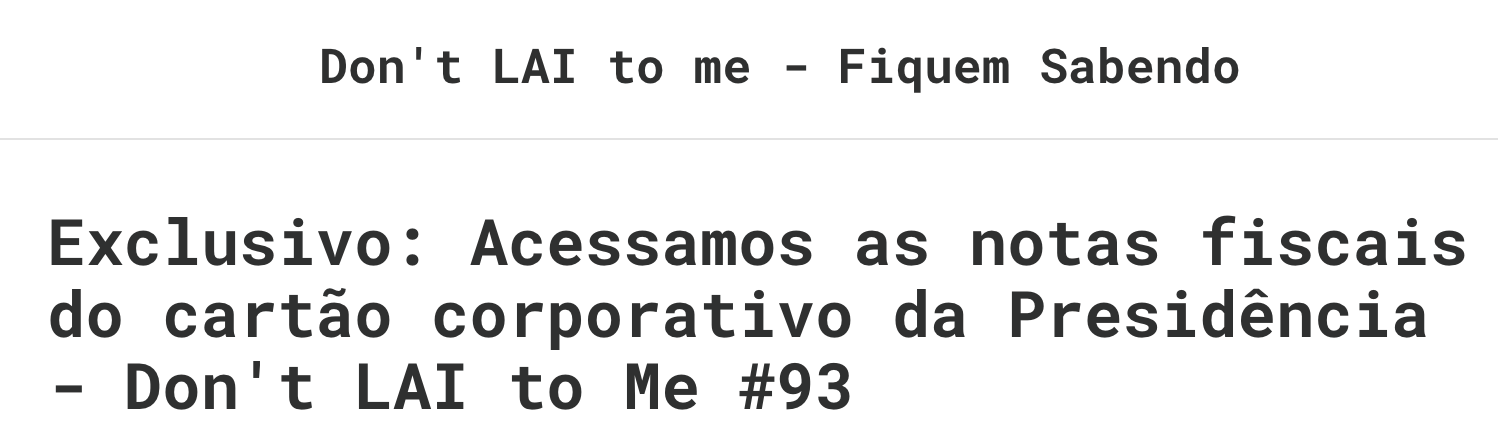 Don't LAI to me - Fiquem Sabendo
Exclusivo: Acessamos as notas fiscais
do cartão corporativo da Presidência
- Don't LAI to Me #93